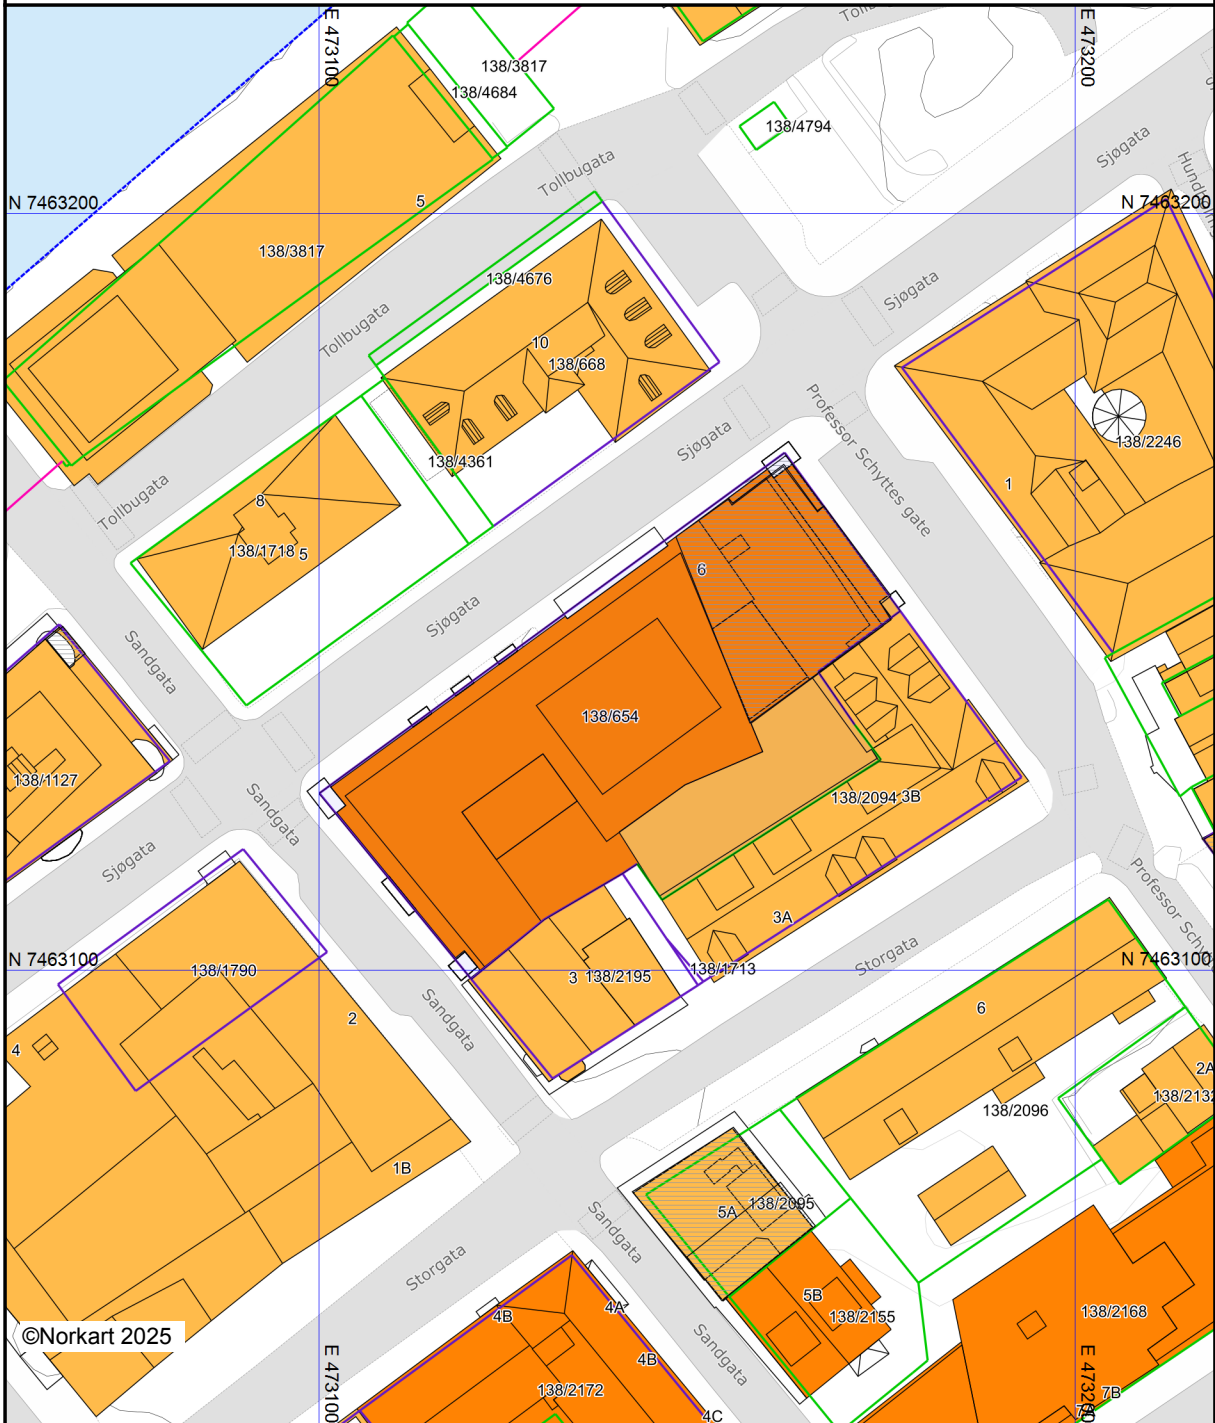 E 473100
E 473200
138/3817
138/4684
138/4794
Tollbugata
Sjøgata
N 7463200
N 7463200
5
138/3817
138/4676
Sjøgata
Tollbugata
10
138/668
Professor Schyttes gate
138/2246
Sjøgata
138/4361
1
Tollbugata
8
138/1718
5
6
Sjøgata
Sandgata
138/654
138/1127
138/2094
3B
Sandgata
Sjøgata
3A
Storgata
N 7463100
N 7463100
138/1790
3
138/2195
138/1713
6
Sandgata
2
4
2A
138/2096
138/2132
1B
138/2095
5A
Sandgata
Storgata
5B
4A
138/2155
138/2168
4B
©Norkart 2025
Sandgata
4B
E 473100
E 473200
138/2172
7B
4C